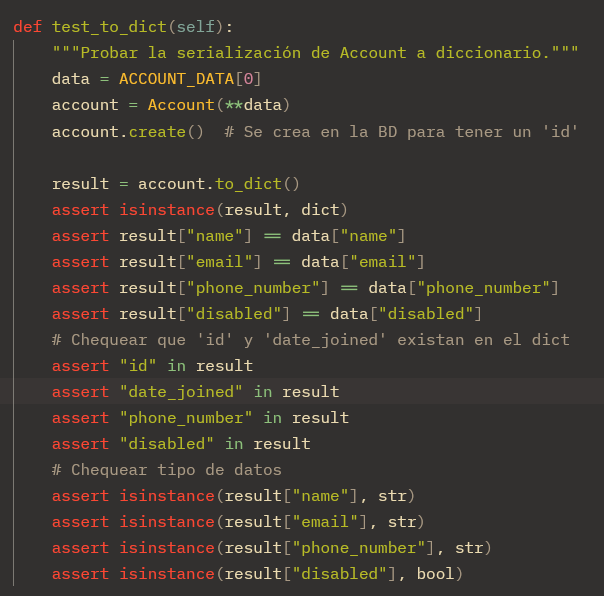 def test_to_dict(self):
    """Probar la serialización de Account a diccionario."""
    data = ACCOUNT_DATA[0]
    account = Account(**data)
    account.create()  # Se crea en la BD para tener un 'id'

    result = account.to_dict()
    assert isinstance(result, dict)
    assert result["name"] == data["name"]
    assert result["email"] == data["email"]
    assert result["phone_number"] == data["phone_number"]
    assert result["disabled"] == data["disabled"]
    # Chequear que 'id' y 'date_joined' existan en el dict
    assert "id" in result
    assert "date_joined" in result
    assert "phone_number" in result
    assert "disabled" in result
    # Chequear tipo de datos
    assert isinstance(result["name"], str)
    assert isinstance(result["email"], str)
    assert isinstance(result["phone_number"], str)
    assert isinstance(result["disabled"], bool)